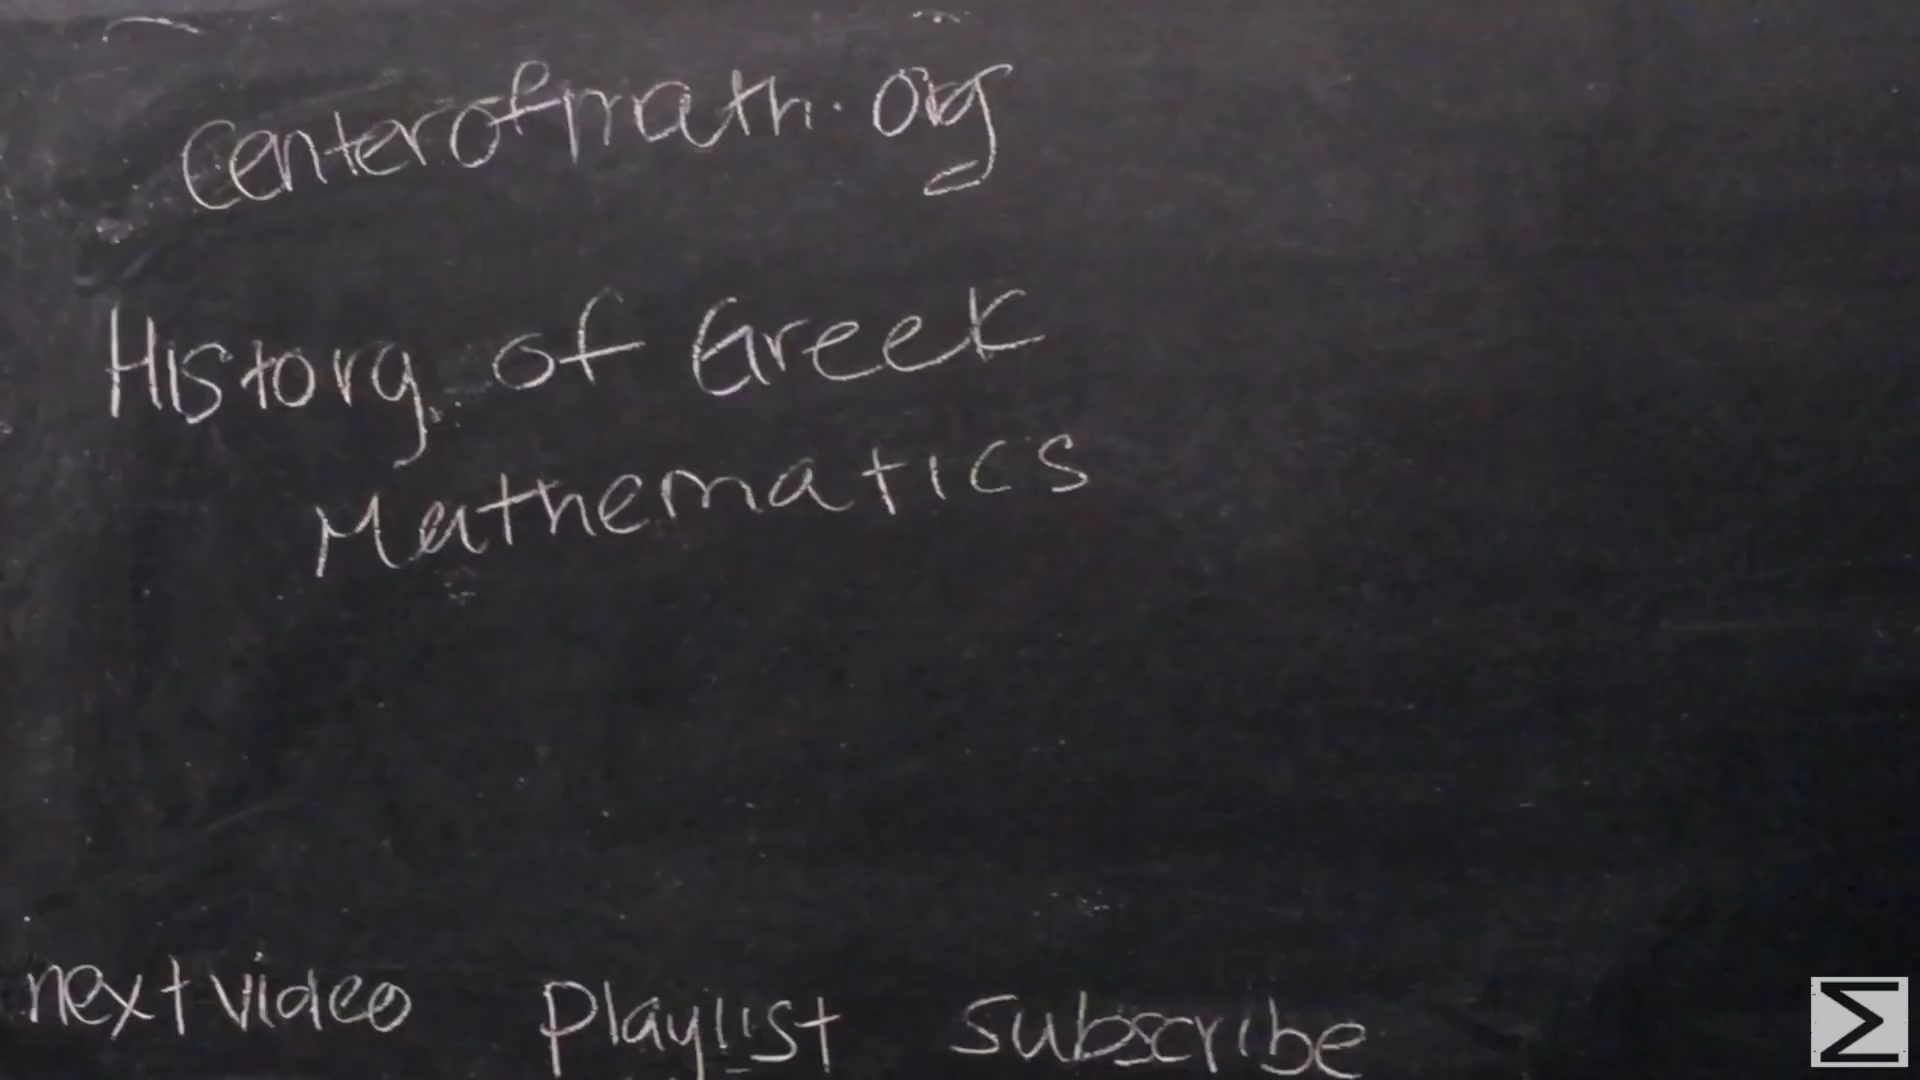 Centerofmath.org
History of Greek
Mathematics
next video playlist subscribe
Σ